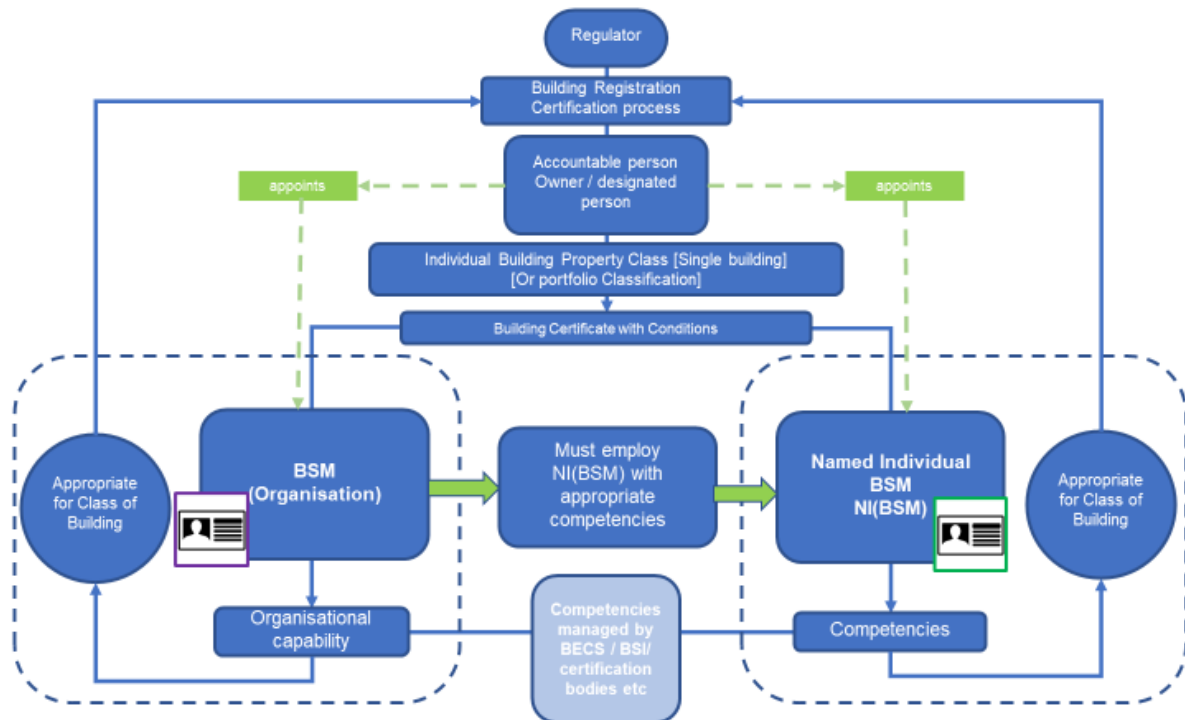 Regulator
Building Registration
Certification process
Accountable person
Owner / designated
person
appoints
appoints
Individual Building Property Class [Single building]
[Or portfolio Classification]
Building Certificate with Conditions
Appropriate
for Class of
Building
BSM
(Organisation)
Must employ
NI(BSM) with
appropriate
competencies
Named Individual
BSM
NI(BSM)
Appropriate
for Class of
Building
Organisational
capability
Competencies
managed by
BECS / BSI/
certification
bodies etc
Competencies